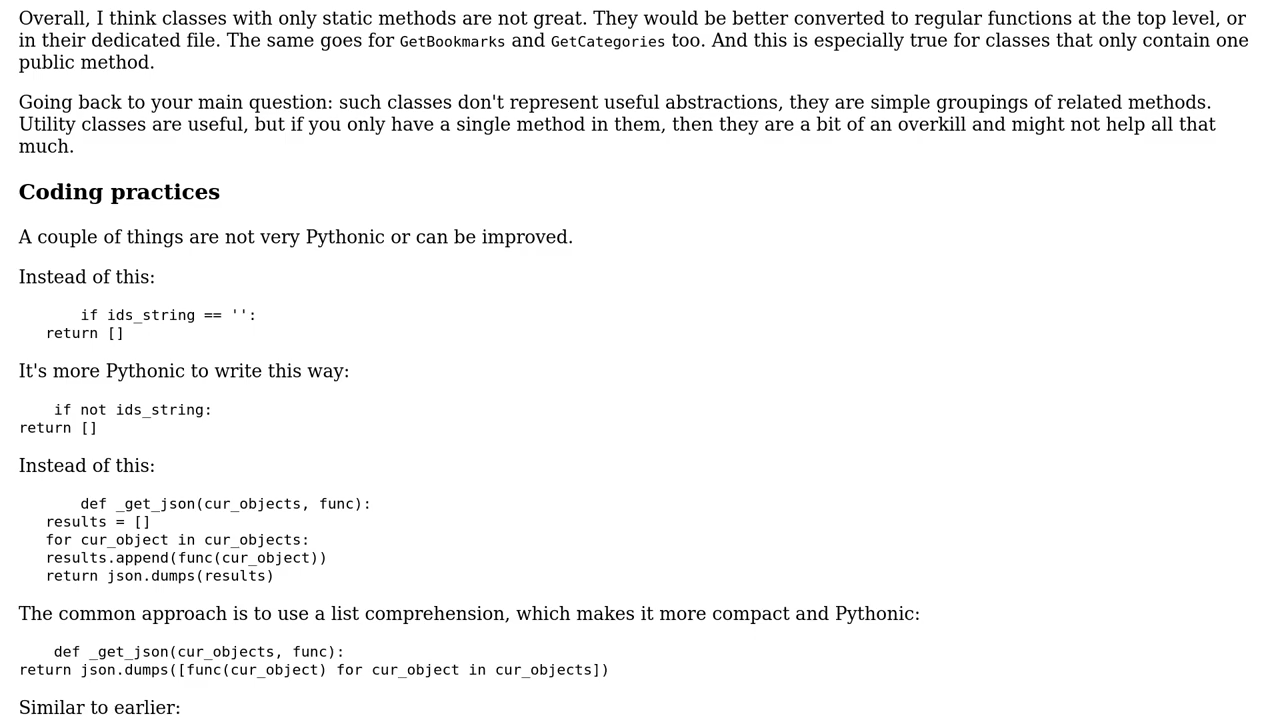 Overall, I think classes with only static methods are not great. They would be better converted to regular functions at the top level, or
in their dedicated file. The same goes for GetBookmarks and GetCategories too. And this is especially true for classes that only contain one
public method.
Going back to your main question: such classes don't represent useful abstractions, they are simple groupings of related methods.
Utility classes are useful, but if you only have a single method in them, then they are a bit of an overkill and might not help all that
much.
Coding practices
A couple of things are not very Pythonic or can be improved.
Instead of this:
       if ids_string == '':
   return []
It's more Pythonic to write this way:
    if not ids_string:
return []
Instead of this:
       def _get_json(cur_objects, func):
   results = []
   for cur_object in cur_objects:
   results.append(func(cur_object))
   return json.dumps(results)
The common approach is to use a list comprehension, which makes it more compact and Pythonic:
    def _get_json(cur_objects, func):
return json.dumps([func(cur_object) for cur_object in cur_objects])
Similar to earlier: